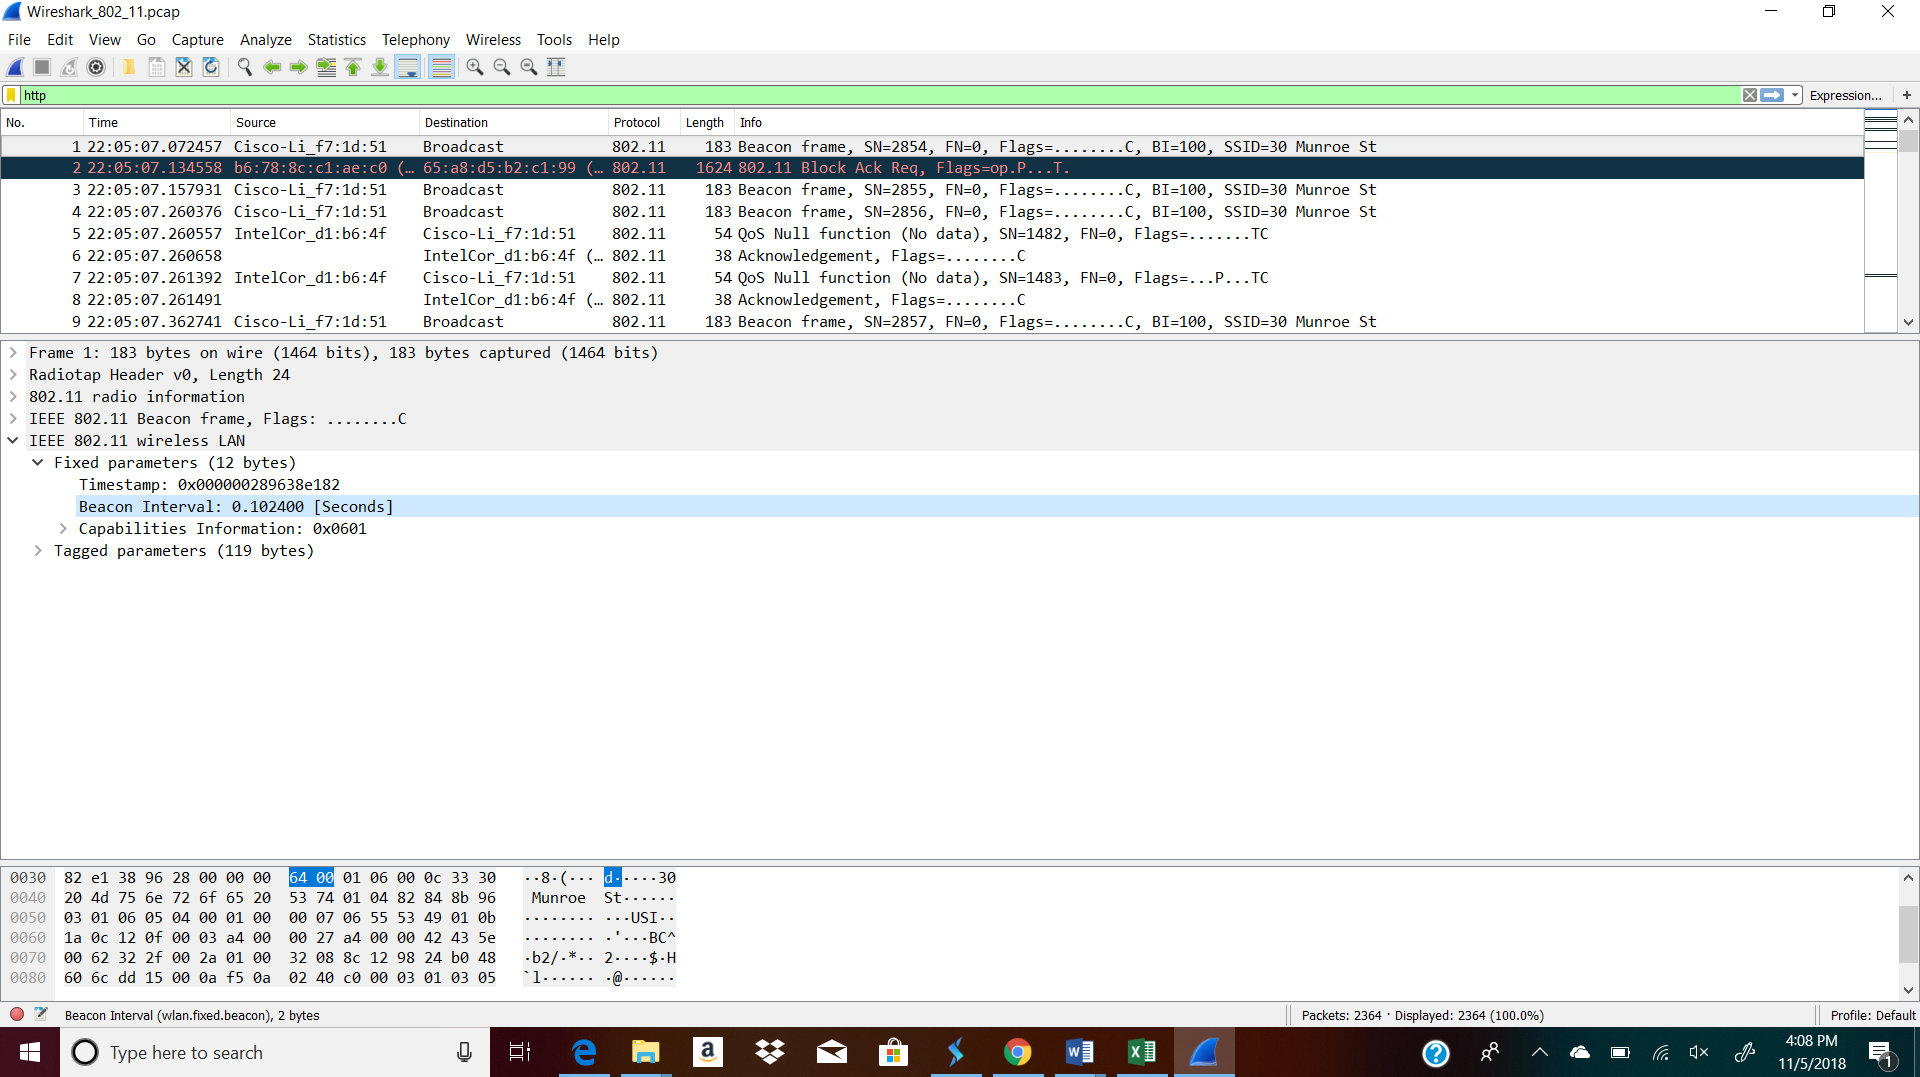 Wireshark_802_11.pcap
File Edit View Go Capture Analyze Statistics Telephony Wireless Tools Help
http Expression... +
No. Time Source Destination Protocol Length Info
1 22:05:07.072457 Cisco-Li_f7:1d:51 Broadcast 802.11 183 Beacon frame, SN=2854, FN=0, Flags=........C, BI=100, SSID=30 Munroe St
2 22:05:07.134558 b6:78:8c:c1:ae:c0 (… 65:a8:d5:b2:c1:99 (… 802.11 1624 802.11 Block Ack Req, Flags=op.P...T.
3 22:05:07.157931 Cisco-Li_f7:1d:51 Broadcast 802.11 183 Beacon frame, SN=2855, FN=0, Flags=........C, BI=100, SSID=30 Munroe St
4 22:05:07.260376 Cisco-Li_f7:1d:51 Broadcast 802.11 183 Beacon frame, SN=2856, FN=0, Flags=........C, BI=100, SSID=30 Munroe St
5 22:05:07.260557 IntelCor_d1:b6:4f Cisco-Li_f7:1d:51 802.11 54 QoS Null function (No data), SN=1482, FN=0, Flags=.......TC
6 22:05:07.260658 IntelCor_d1:b6:4f (… 802.11 38 Acknowledgement, Flags=........C
7 22:05:07.261392 IntelCor_d1:b6:4f Cisco-Li_f7:1d:51 802.11 54 QoS Null function (No data), SN=1483, FN=0, Flags=...P...TC
8 22:05:07.261491 IntelCor_d1:b6:4f (… 802.11 38 Acknowledgement, Flags=........C
9 22:05:07.362741 Cisco-Li_f7:1d:51 Broadcast 802.11 183 Beacon frame, SN=2857, FN=0, Flags=........C, BI=100, SSID=30 Munroe St
Frame 1: 183 bytes on wire (1464 bits), 183 bytes captured (1464 bits)
Radiotap Header v0, Length 24
802.11 radio information
IEEE 802.11 Beacon frame, Flags: ........C
IEEE 802.11 wireless LAN
Fixed parameters (12 bytes)
Timestamp: 0x000000289638e182
Beacon Interval: 0.102400 [Seconds]
Capabilities Information: 0x0601
Tagged parameters (119 bytes)
0030 82 e1 38 96 28 00 00 00 64 00 01 06 00 0c 33 30 ··8·(··· d·····30
0040 20 4d 75 6e 72 6f 65 20 53 74 01 04 82 84 8b 96 Munroe St······
0050 03 01 06 05 04 00 01 00 00 07 06 55 53 49 01 0b ········ ···USI··
0060 1a 0c 12 0f 00 03 a4 00 00 27 a4 00 00 42 43 5e ········ ·'···BC^
0070 00 62 32 2f 00 2a 01 00 32 08 8c 12 98 24 b0 48 ·b2/·*·· 2····$·H
0080 60 6c dd 15 00 0a f5 0a 02 40 c0 00 03 01 03 05 `l······ ·@······
Beacon Interval (wlan.fixed.beacon), 2 bytes Packets: 2364 · Displayed: 2364 (100.0%) Profile: Default
Type here to search
4:08 PM
11/5/2018
1